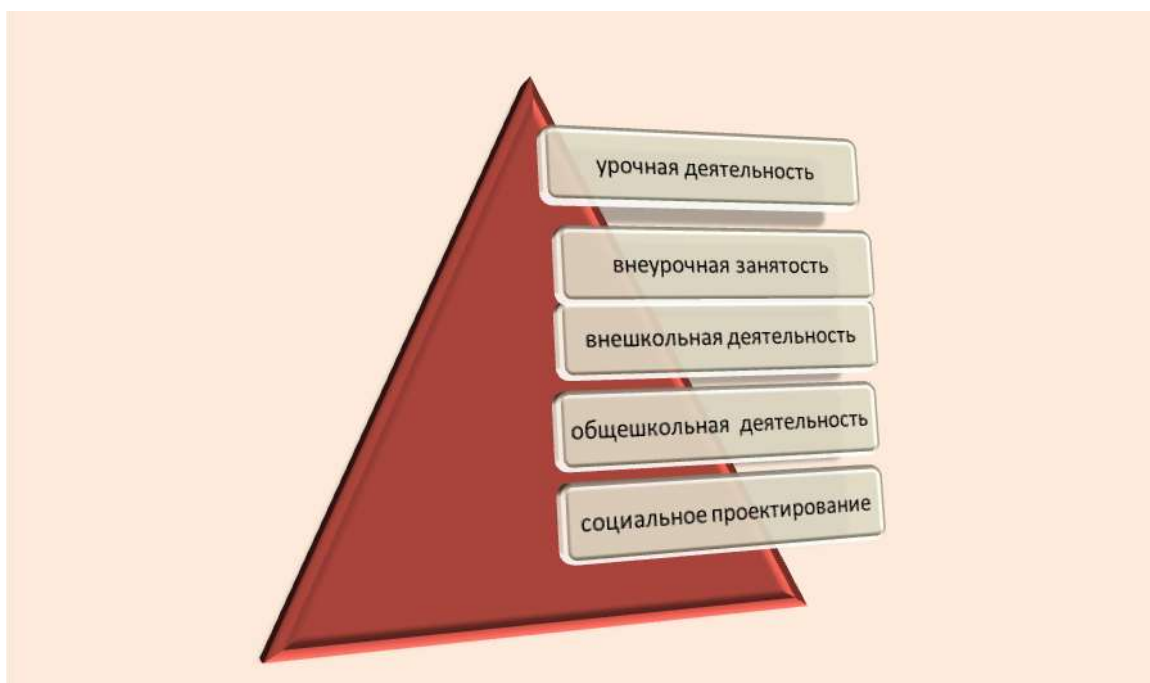 урочная деятельность
внеурочная занятость
внешкольная деятельность
общешкольная деятельность
социальное проектирование